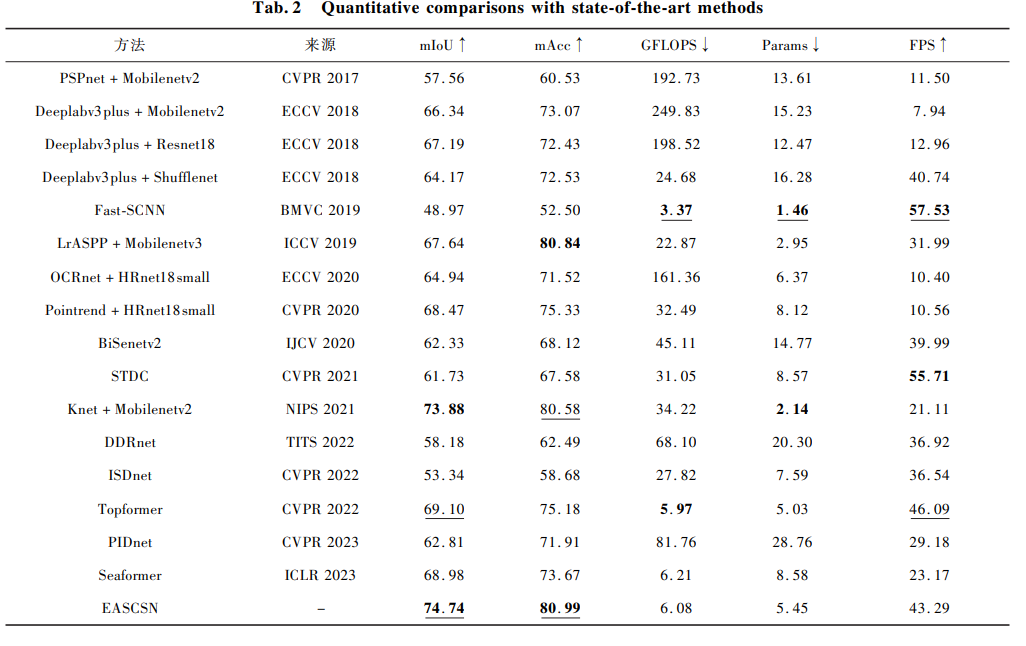 Tab. 2 Quantitative comparisons with state-of-the-art methods
方法 来源 mIoU↑ mAcc↑ GFLOPS↓ Params↓ FPS↑
PSPnet + Mobilenetv2 CVPR 2017 57.56 60.53 192.73 13.61 11.50
Deeplabv3plus + Mobilenetv2 ECCV 2018 66.34 73.07 249.83 15.23 7.94
Deeplabv3plus + Resnet18 ECCV 2018 67.19 72.43 198.52 12.47 12.96
Deeplabv3plus + Shufflenet ECCV 2018 64.17 72.53 24.68 16.28 40.74
Fast-SCNN BMVC 2019 48.97 52.50 3.37 1.46 57.53
LrASPP + Mobilenetv3 ICCV 2019 67.64 80.84 22.87 2.95 31.99
OCRnet + HRnet18small ECCV 2020 64.94 71.52 161.36 6.37 10.40
Pointrend + HRnet18small CVPR 2020 68.47 75.33 32.49 8.12 10.56
BiSenetv2 IJCV 2020 62.33 68.12 45.11 14.77 39.99
STDC CVPR 2021 61.73 67.58 31.05 8.57 55.71
Knet + Mobilenetv2 NIPS 2021 73.88 80.58 34.22 2.14 21.11
DDRnet TITS 2022 58.18 62.49 68.10 20.30 36.92
ISDnet CVPR 2022 53.34 58.68 27.82 7.59 36.54
Topformer CVPR 2022 69.10 75.18 5.97 5.03 46.09
PIDnet CVPR 2023 62.81 71.91 81.76 28.76 29.18
Seaformer ICLR 2023 68.98 73.67 6.21 8.58 23.17
EASCSN – 74.74 80.99 6.08 5.45 43.29